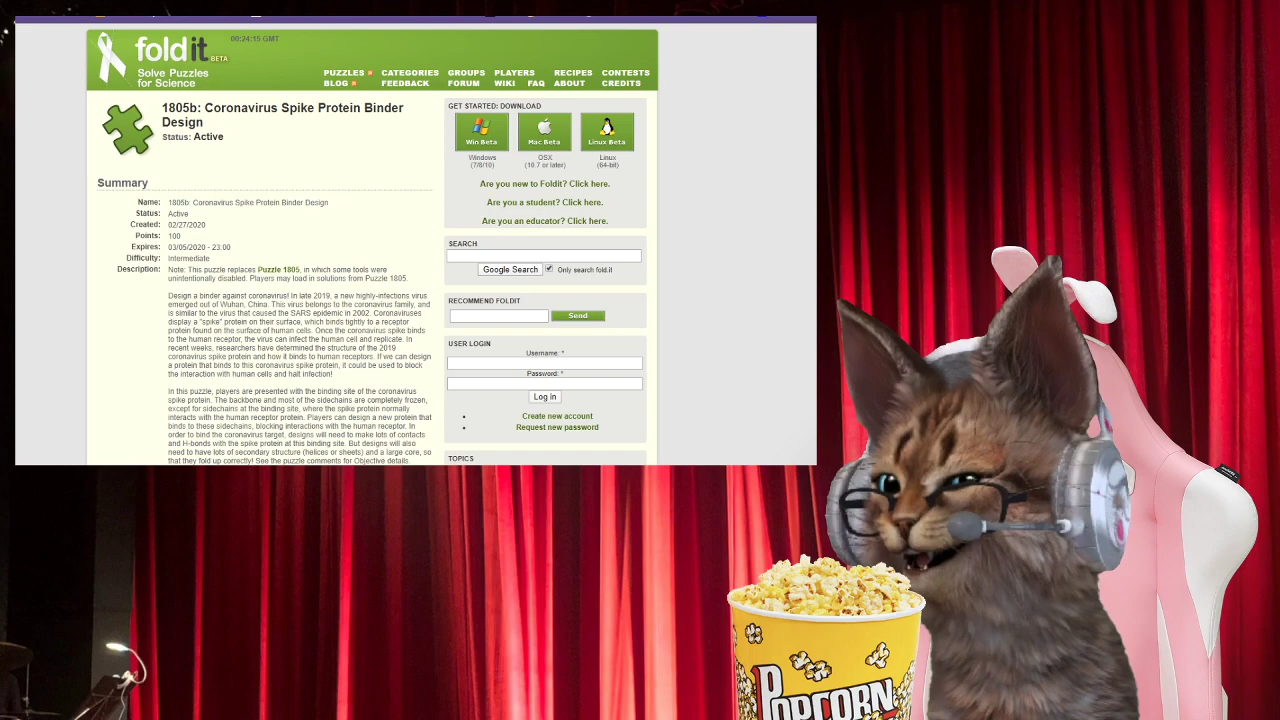 foldit BETA
Solve Puzzles
for Science
00:24:15 GMT
PUZZLES CATEGORIES GROUPS PLAYERS RECIPES CONTESTS
BLOG FEEDBACK FORUM WIKI FAQ ABOUT CREDITS
1805b: Coronavirus Spike Protein Binder
Design
Status: Active
Summary
Name: 1805b: Coronavirus Spike Protein Binder Design
Status: Active
Created: 02/27/2020
Points: 100
Expires: 03/05/2020 - 23:00
Difficulty: Intermediate
Description: Note: This puzzle replaces Puzzle 1805, in which some tools were
unintentionally disabled. Players may load in solutions from Puzzle 1805.
Design a binder against coronavirus! In late 2019, a new highly-infectious virus
emerged out of Wuhan, China. This virus belongs to the coronavirus family, and
is similar to the virus that caused the SARS epidemic in 2002. Coronaviruses
display a "spike" protein on their surface, which binds tightly to a receptor
protein found on the surface of human cells. Once the coronavirus spike binds
to the human receptor, the virus can infect the human cell and replicate. In
recent weeks, researchers have determined the structure of the 2019
coronavirus spike protein and how it binds to human receptors. If we can design
a protein that binds to this coronavirus spike protein, it could be used to block
the interaction with human cells and halt infection!
In this puzzle, players are presented with the binding site of the coronavirus
spike protein. The backbone and most of the sidechains are completely frozen,
except for sidechains at the binding site, where the spike protein normally
interacts with the human receptor protein. Players can design a new protein that
binds to these sidechains, blocking interactions with the human receptor. In
order to bind the coronavirus target, designs will need to make lots of contacts
and H-bonds with the spike protein at this binding site. But designs will also
need to have lots of secondary structure (helices or sheets) and a large core, so
that they fold up correctly! See the puzzle comments for Objective details.
GET STARTED: DOWNLOAD
Win Beta Mac Beta Linux Beta
Windows OSX Linux
(7/8/10) (10.7 or later) (64-bit)
Are you new to Foldit? Click here.
Are you a student? Click here.
Are you an educator? Click here.
SEARCH
Google Search Only search fold.it
RECOMMEND FOLDIT
Send
USER LOGIN
Username: *
Password: *
Log in
Create new account
Request new password
TOPICS
POPCORN